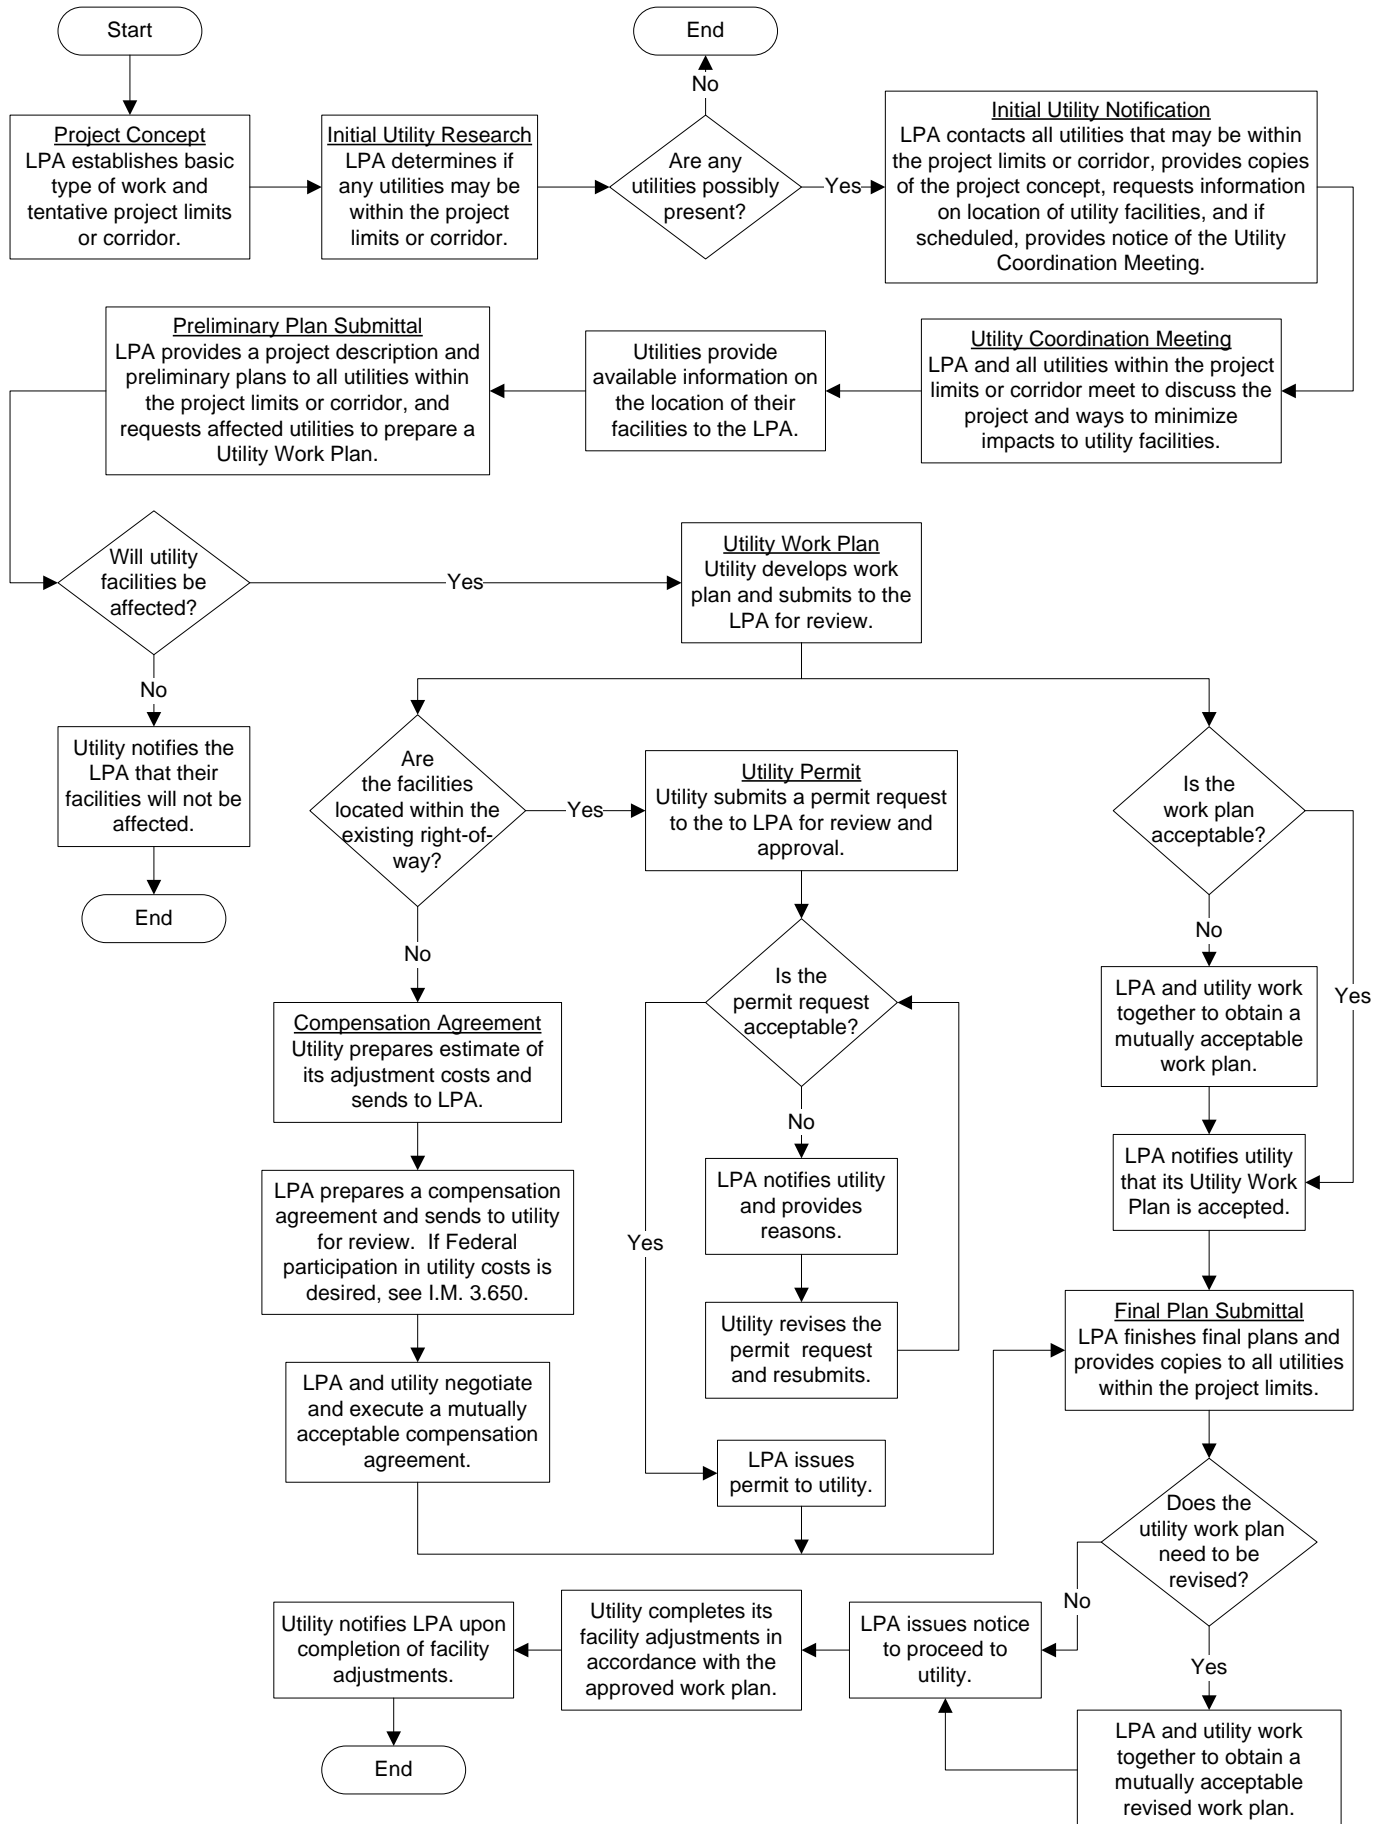 Start
End
No
Project Concept
LPA establishes basic
type of work and
tentative project limits
or corridor.
Initial Utility Research
LPA determines if
any utilities may be
within the project
limits or corridor.
Are any
utilities possibly
present?
Yes
Initial Utility Notification
LPA contacts all utilities that may be within
the project limits or corridor, provides copies
of the project concept, requests information
on location of utility facilities, and if
scheduled, provides notice of the Utility
Coordination Meeting.
Utility Coordination Meeting
LPA and all utilities within the project
limits or corridor meet to discuss the
project and ways to minimize
impacts to utility facilities.
Utilities provide
available information on
the location of their
facilities to the LPA.
Preliminary Plan Submittal
LPA provides a project description and
preliminary plans to all utilities within
the project limits or corridor, and
requests affected utilities to prepare a
Utility Work Plan.
Will utility
facilities be
affected?
Yes
No
Utility notifies the
LPA that their
facilities will not be
affected.
End
Utility Work Plan
Utility develops work
plan and submits to the
LPA for review.
Are
the facilities
located within the
existing right-of-
way?
Yes
No
Utility Permit
Utility submits a permit request
to the to LPA for review and
approval.
Is the
permit request
acceptable?
No
Yes
LPA notifies utility
and provides
reasons.
Utility revises the
permit request
and resubmits.
LPA issues
permit to utility.
Compensation Agreement
Utility prepares estimate of
its adjustment costs and
sends to LPA.
LPA prepares a compensation
agreement and sends to utility
for review. If Federal
participation in utility costs is
desired, see I.M. 3.650.
LPA and utility negotiate
and execute a mutually
acceptable compensation
agreement.
Is the
work plan
acceptable?
No
Yes
LPA and utility work
together to obtain a
mutually acceptable
work plan.
LPA notifies utility
that its Utility Work
Plan is accepted.
Final Plan Submittal
LPA finishes final plans and
provides copies to all utilities
within the project limits.
Does the
utility work plan
need to be
revised?
No
Yes
LPA and utility work
together to obtain a
mutually acceptable
revised work plan.
LPA issues notice
to proceed to
utility.
Utility completes its
facility adjustments in
accordance with the
approved work plan.
Utility notifies LPA upon
completion of facility
adjustments.
End